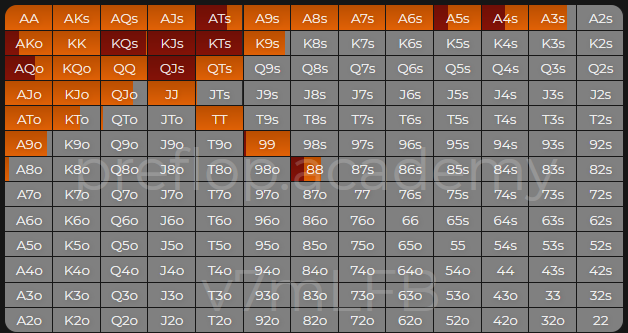 AA AKs AQs AJs ATs A9s A8s A7s A6s A5s A4s A3s A2s
AKo KK KQs KJs KTs K9s K8s K7s K6s K5s K4s K3s K2s
AQo KQo QQ QJs QTs Q9s Q8s Q7s Q6s Q5s Q4s Q3s Q2s
AJo KJo QJo JJ JTs J9s J8s J7s J6s J5s J4s J3s J2s
ATo KTo QTo JTo TT T9s T8s T7s T6s T5s T4s T3s T2s
A9o K9o Q9o J9o T9o 99 98s 97s 96s 95s 94s 93s 92s
A8o K8o Q8o J8o T8o 98o 88 87s 86s 85s 84s 83s 82s
preflop.academy
A7o K7o Q7o J7o T7o 97o 87o 77 76s 75s 74s 73s 72s
A6o K6o Q6o J6o T6o 96o 86o 76o 66 65s 64s 63s 62s
A5o K5o Q5o J5o T5o 95o 85o 75o 65o 55 54s 53s 52s
A4o K4o Q4o J4o T4o 94o 84o 74o 64o 54o 44 43s 42s
v7mLFB
A3o K3o Q3o J3o T3o 93o 83o 73o 63o 53o 43o 33 32s
A2o K2o Q2o J2o T2o 92o 82o 72o 62o 52o 42o 32o 22